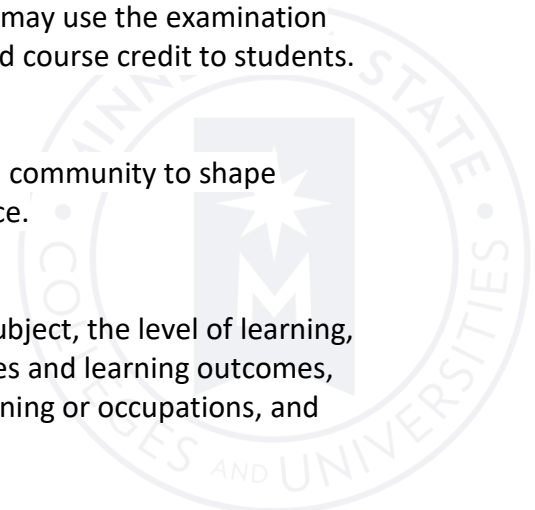 may use the examination
d course credit to students.
community to shape
ce.
ubject, the level of learning,
es and learning outcomes,
ning or occupations, and
MINNESOTA STATE
COLLEGES AND UNIVERSITIES